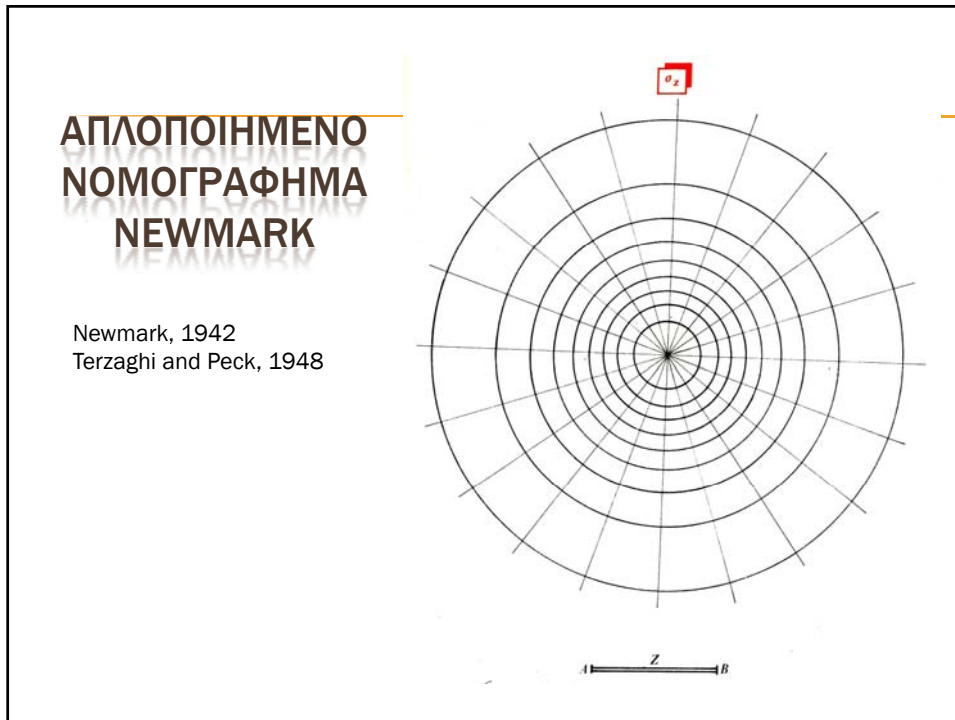 ΑΠΛΟΠΟΙΗΜΕΝΟ
ΝΟΜΟΓΡΑΦΗΜΑ
NEWMARK
Newmark, 1942
Terzaghi and Peck, 1948
σz
A Z B